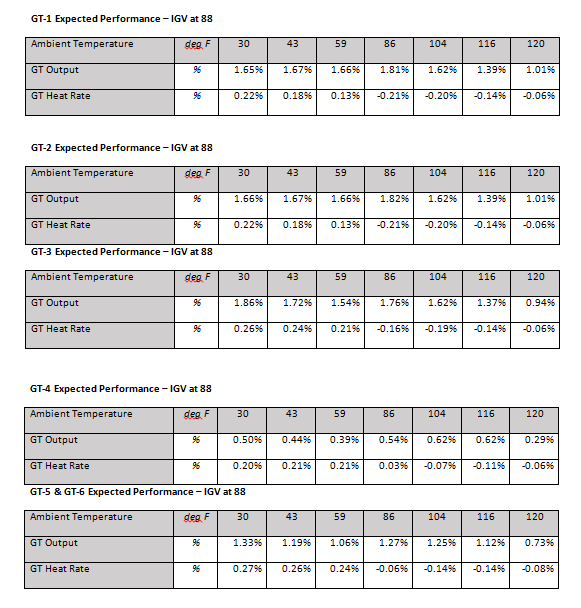 GT-1 Expected Performance – IGV at 88
Ambient Temperature deg F 30 43 59 86 104 116 120
GT Output % 1.65% 1.67% 1.66% 1.81% 1.62% 1.39% 1.01%
GT Heat Rate % 0.22% 0.18% 0.13% -0.21% -0.20% -0.14% -0.06%
GT-2 Expected Performance – IGV at 88
Ambient Temperature deg F 30 43 59 86 104 116 120
GT Output % 1.66% 1.67% 1.66% 1.82% 1.62% 1.39% 1.01%
GT Heat Rate % 0.22% 0.18% 0.13% -0.21% -0.20% -0.14% -0.06%
GT-3 Expected Performance – IGV at 88
Ambient Temperature deg F 30 43 59 86 104 116 120
GT Output % 1.86% 1.72% 1.54% 1.76% 1.62% 1.37% 0.94%
GT Heat Rate % 0.26% 0.24% 0.21% -0.16% -0.19% -0.14% -0.06%
GT-4 Expected Performance – IGV at 88
Ambient Temperature deg F 30 43 59 86 104 116 120
GT Output % 0.50% 0.44% 0.39% 0.54% 0.62% 0.62% 0.29%
GT Heat Rate % 0.20% 0.21% 0.21% 0.03% -0.07% -0.11% -0.06%
GT-5 & GT-6 Expected Performance – IGV at 88
Ambient Temperature deg F 30 43 59 86 104 116 120
GT Output % 1.33% 1.19% 1.06% 1.27% 1.25% 1.12% 0.73%
GT Heat Rate % 0.27% 0.26% 0.24% -0.06% -0.14% -0.14% -0.08%